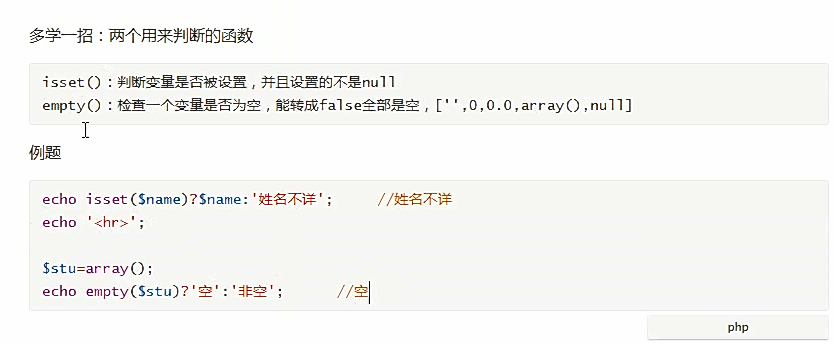 多学一招：两个用来判断的函数
isset()：判断变量是否被设置，并且设置的不是null
empty()：检查一个变量是否为空，能转成false全部是空，['',0,0.0,array(),null]
例题
echo isset($name)?$name:'姓名不详';     //姓名不详
echo '<hr>';
$stu=array();
echo empty($stu)?'空':'非空';      //空
php